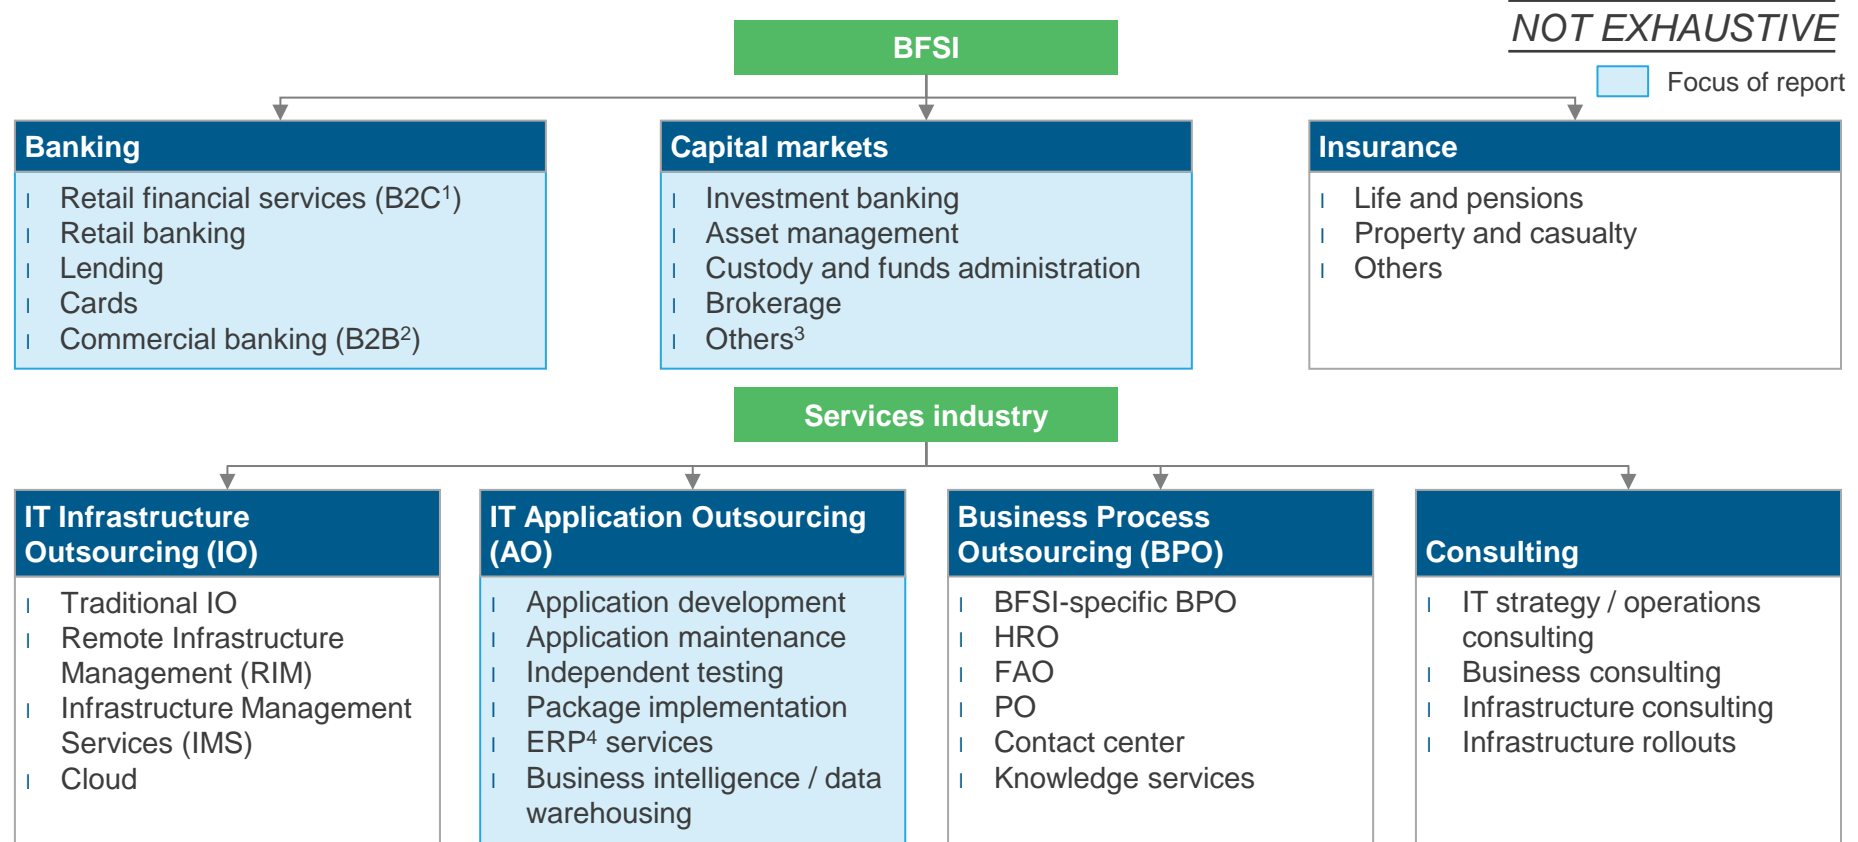 NOT EXHAUSTIVE
Focus of report
BFSI
Banking
Retail financial services (B2C¹)
Retail banking
Lending
Cards
Commercial banking (B2B²)
Capital markets
Investment banking
Asset management
Custody and funds administration
Brokerage
Others³
Insurance
Life and pensions
Property and casualty
Others
Services industry
IT Infrastructure
Outsourcing (IO)
Traditional IO
Remote Infrastructure
Management (RIM)
Infrastructure Management
Services (IMS)
Cloud
IT Application Outsourcing
(AO)
Application development
Application maintenance
Independent testing
Package implementation
ERP⁴ services
Business intelligence / data
warehousing
Business Process
Outsourcing (BPO)
BFSI-specific BPO
HRO
FAO
PO
Contact center
Knowledge services
Consulting
IT strategy / operations
consulting
Business consulting
Infrastructure consulting
Infrastructure rollouts